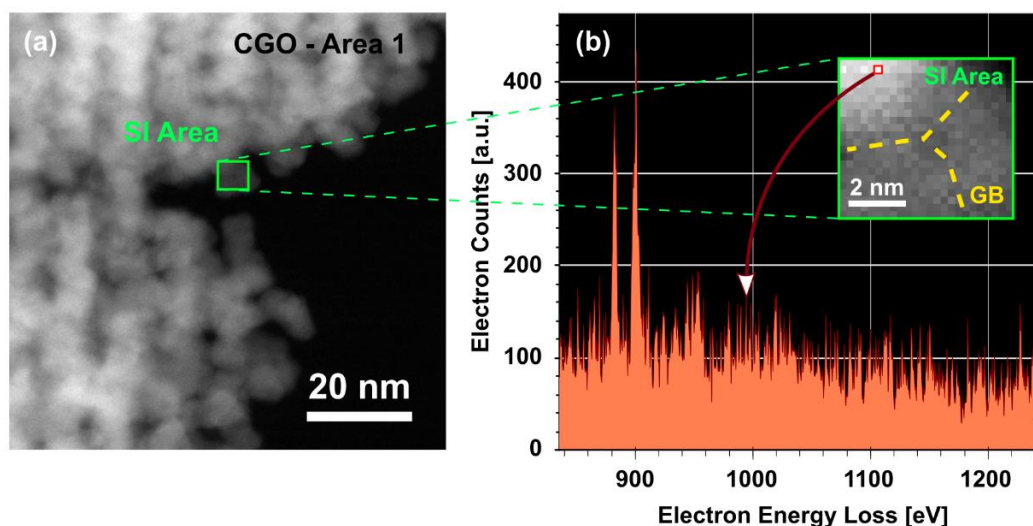 (a)
CGO - Area 1
SI Area
20 nm
(b)
SI Area
GB
2 nm
Electron Counts [a.u.]
400
300
200
100
0
900
1000
1100
1200
Electron Energy Loss [eV]